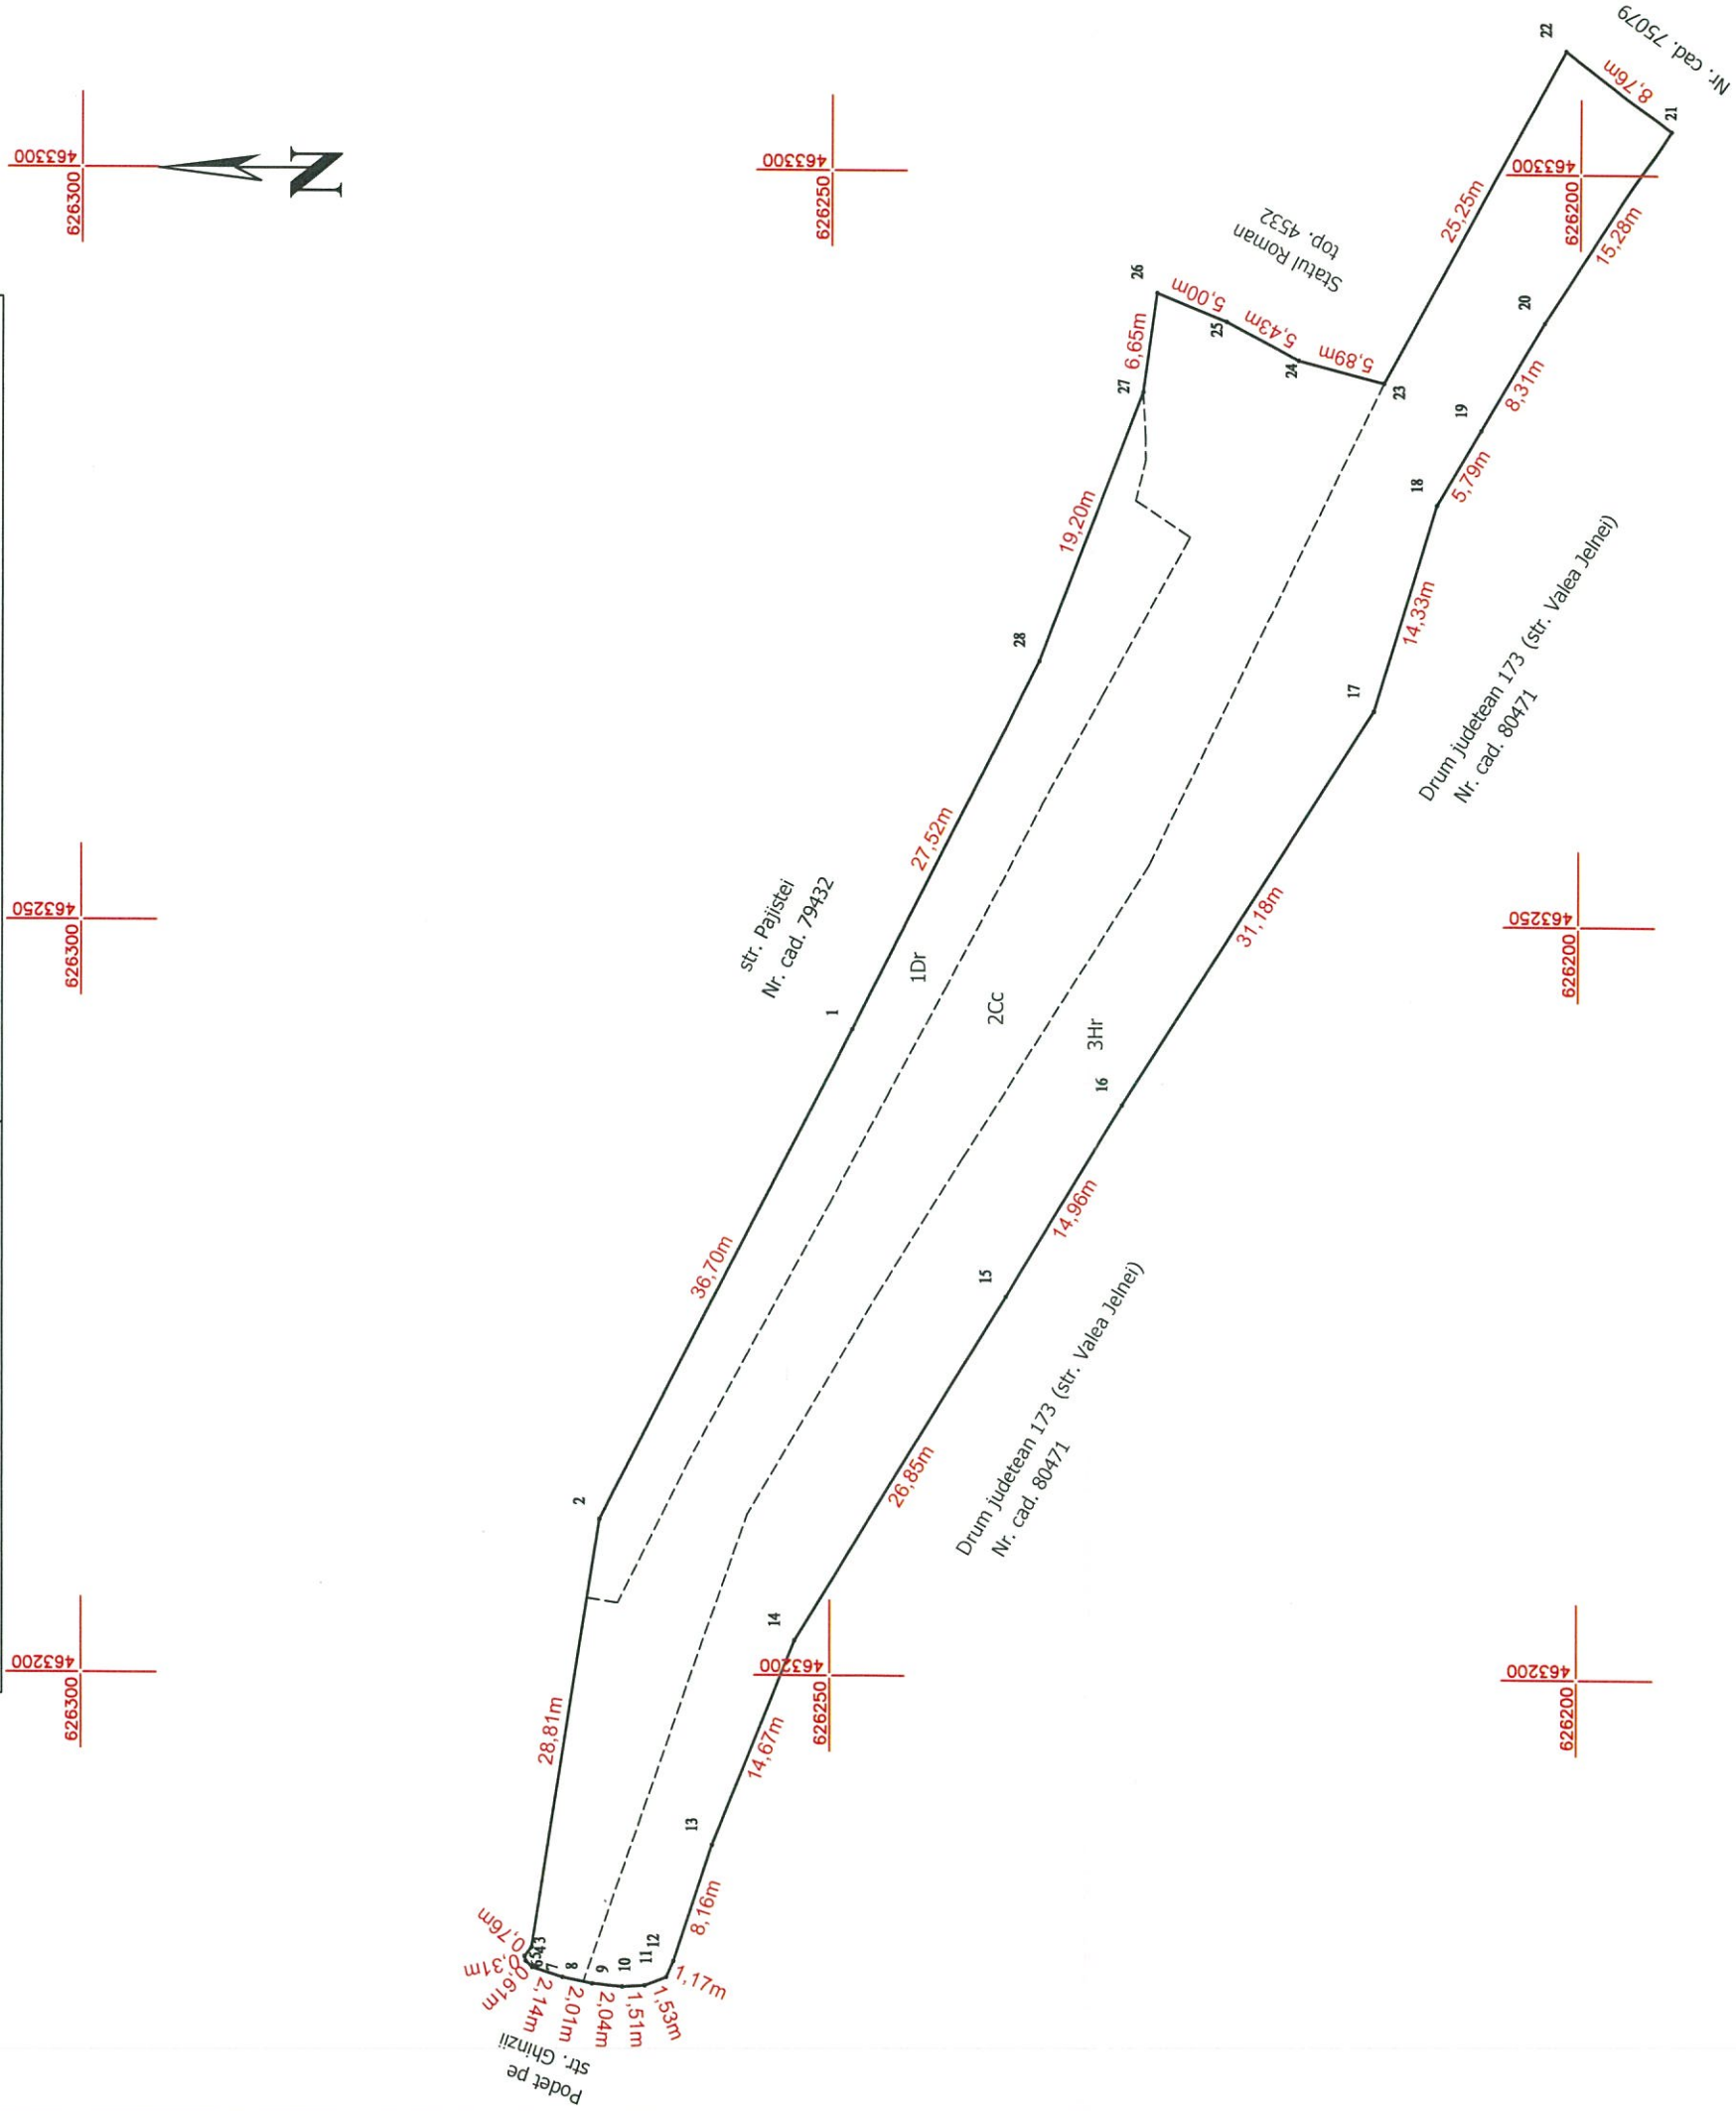 463300
626300
N
463300
626250
463300
626200
22
8,76m
21
Nr. cad. 75079
25,25m
15,28m
Statul Roman
top. 4532
26
5,00m
25
5,43m
24
5,89m
23
6,65m
27
20
8,31m
19
5,79m
18
19,20m
14,33m
Drum judetean 173 (str. Valea Jelnei)
Nr. cad. 80471
28
17
27,52m
31,18m
str. Pajistei
Nr. cad. 79432
463250
626300
463250
626200
1
1Dr
2Cc
3Hr
16
36,70m
14,96m
15
Drum judetean 173 (str. Valea Jelnei)
Nr. cad. 80471
26,85m
2
14
463200
626300
463200
626250
463200
626200
28,81m
14,67m
13
8,16m
0,76m
0,31m
0,61m
2,14m
2,01m
2,04m
1,51m
1,53m
1,17m
3
4
5
6
7
8
9
10
11
12
Podet pe
str. Ghinzii